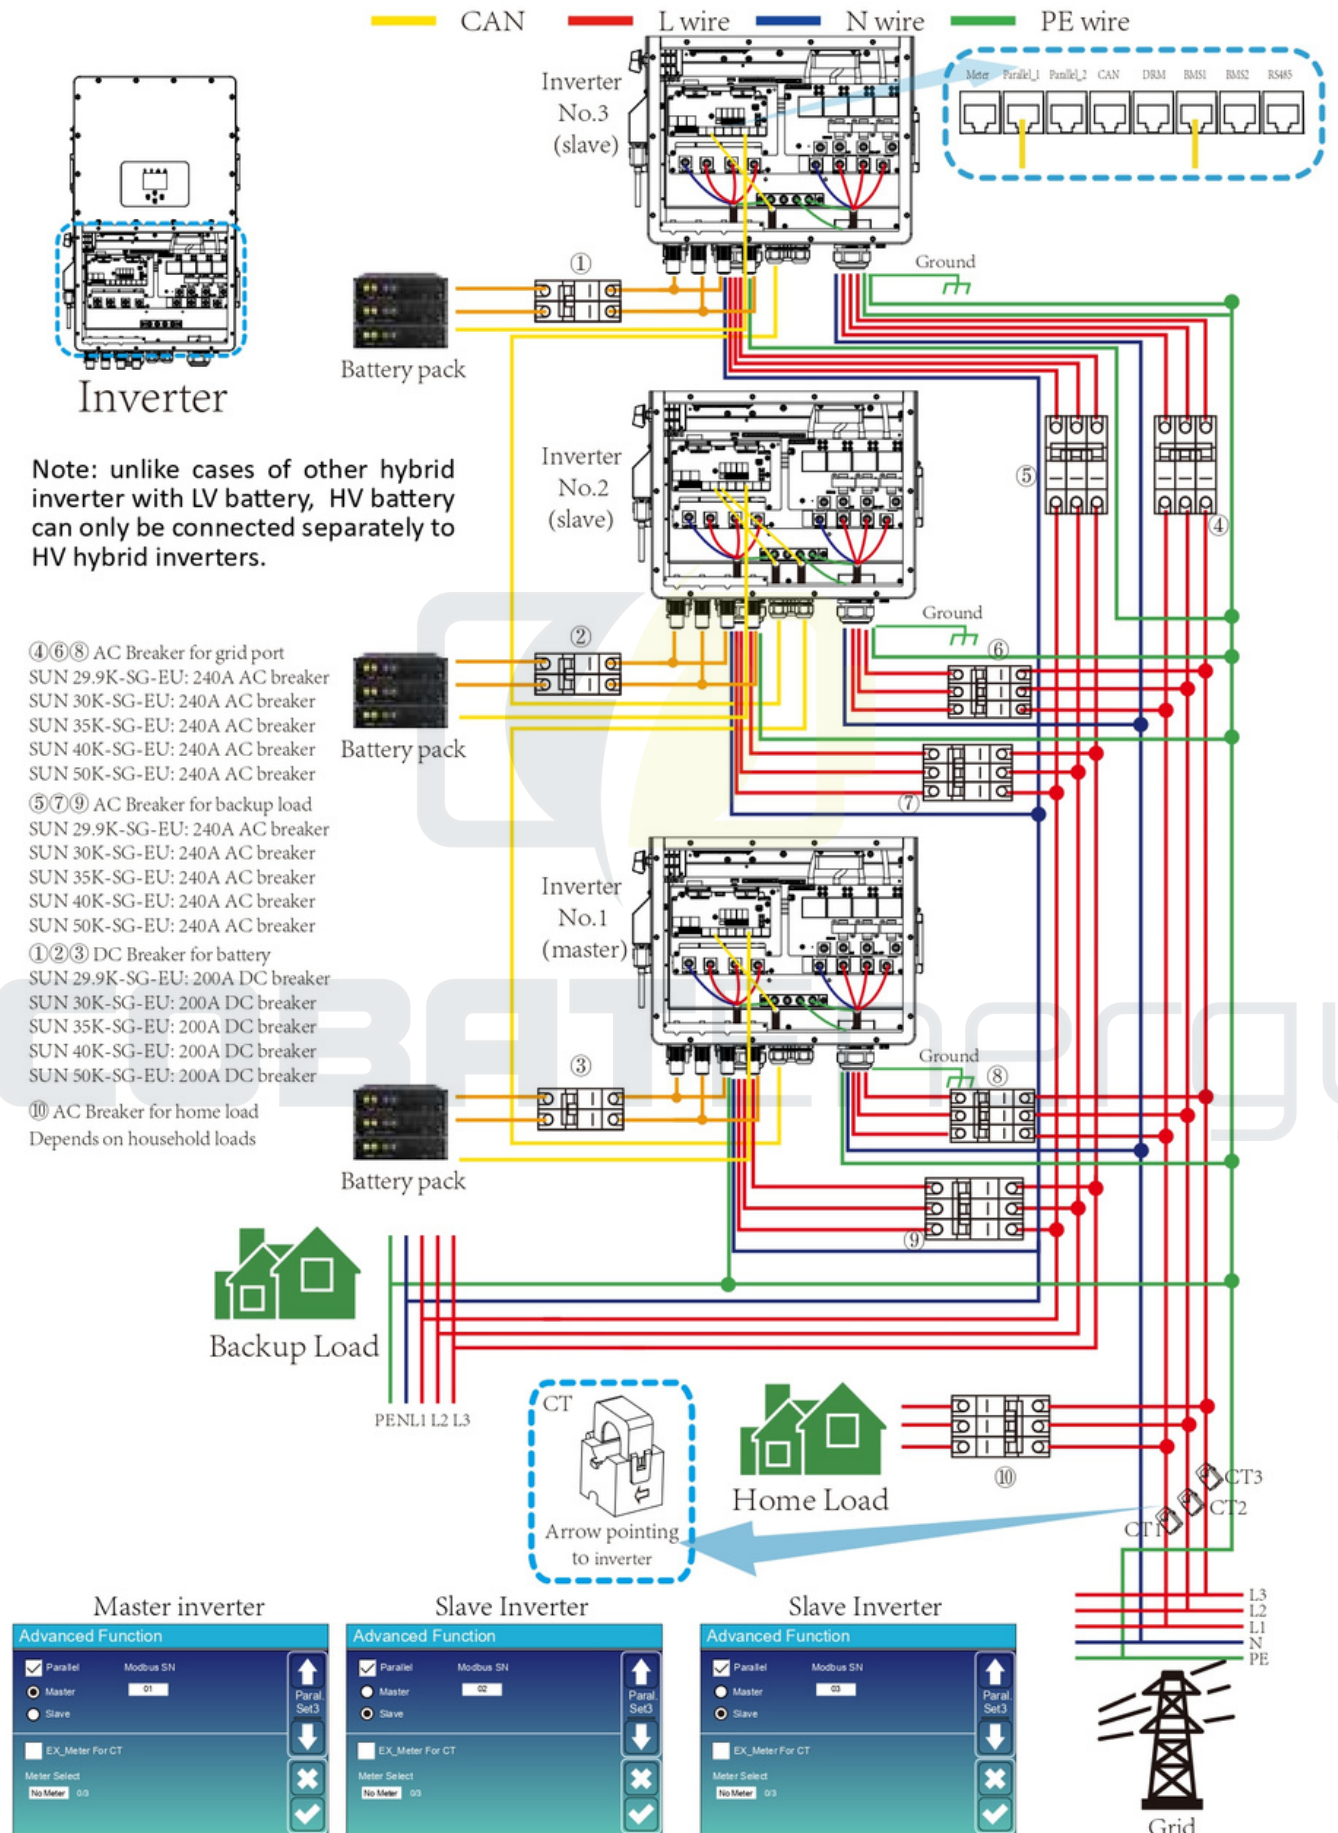 CAN L wire N wire PE wire
Inverter
No.3
(slave)
Meter Parallel_1 Parallel_2 CAN DRM BMS1 BMS2 RS485
Ground
①
Battery pack
Inverter
Note: unlike cases of other hybrid
inverter with LV battery, HV battery
can only be connected separately to
HV hybrid inverters.
Inverter
No.2
(slave)
⑤
④
Ground
②
⑥
Battery pack
⑦
④⑥⑧ AC Breaker for grid port
SUN 29.9K-SG-EU: 240A AC breaker
SUN 30K-SG-EU: 240A AC breaker
SUN 35K-SG-EU: 240A AC breaker
SUN 40K-SG-EU: 240A AC breaker
SUN 50K-SG-EU: 240A AC breaker
⑤⑦⑨ AC Breaker for backup load
SUN 29.9K-SG-EU: 240A AC breaker
SUN 30K-SG-EU: 240A AC breaker
SUN 35K-SG-EU: 240A AC breaker
SUN 40K-SG-EU: 240A AC breaker
SUN 50K-SG-EU: 240A AC breaker
①②③ DC Breaker for battery
SUN 29.9K-SG-EU: 200A DC breaker
SUN 30K-SG-EU: 200A DC breaker
SUN 35K-SG-EU: 200A DC breaker
SUN 40K-SG-EU: 200A DC breaker
SUN 50K-SG-EU: 200A DC breaker
⑩ AC Breaker for home load
Depends on household loads
Inverter
No.1
(master)
Ground
③
⑧
Battery pack
⑨
Backup Load
PE N L1 L2 L3
CT
Arrow pointing
to inverter
Home Load
⑩
CT3
CT2
CT1
L3
L2
L1
N
PE
Grid
Master inverter
Advanced Function
Parallel Modbus SN
Master 01
Slave
Paral.
Set3
EX_Meter For CT
Meter Select
No Meter 0/3
Slave Inverter
Advanced Function
Parallel Modbus SN
Master 02
Slave
Paral.
Set3
EX_Meter For CT
Meter Select
No Meter 0/3
Slave Inverter
Advanced Function
Parallel Modbus SN
Master 03
Slave
Paral.
Set3
EX_Meter For CT
Meter Select
No Meter 0/3